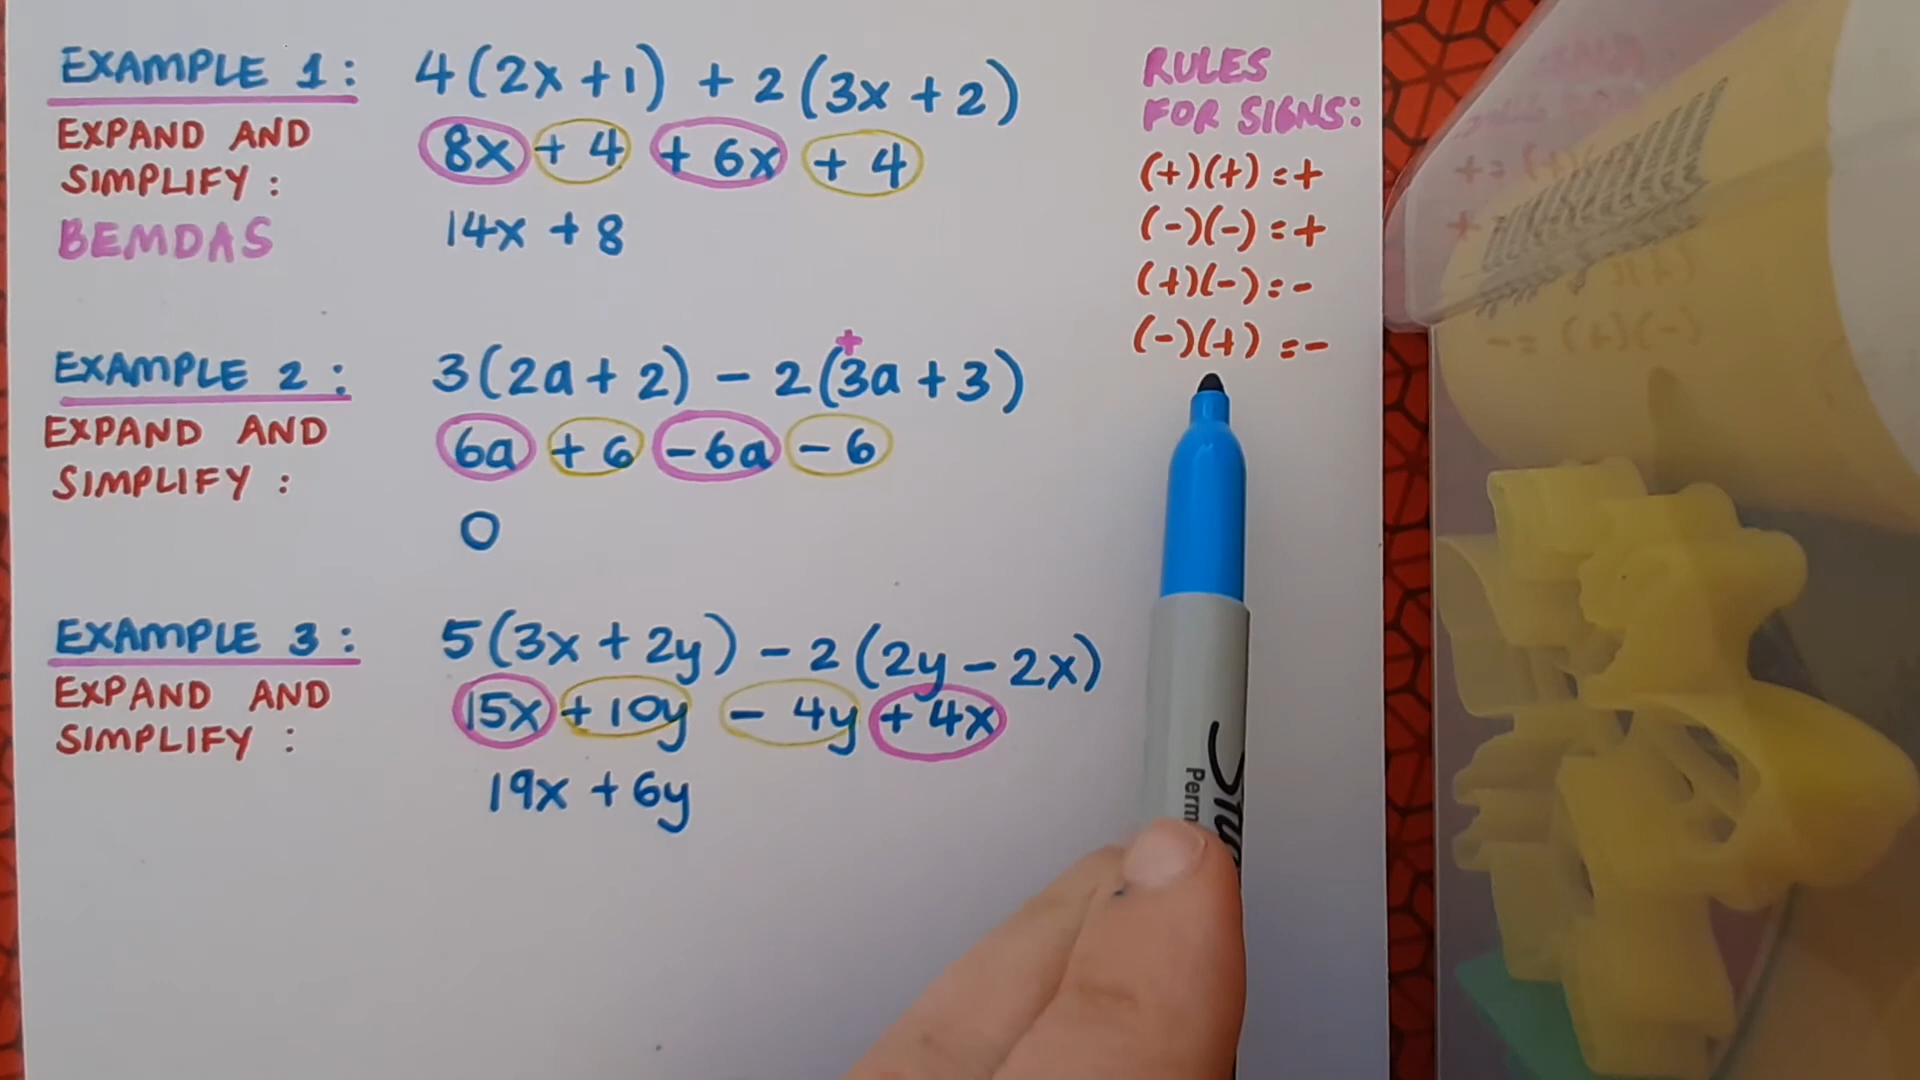 EXAMPLE 1: 4(2x+1) + 2(3x+2)
EXPAND AND
SIMPLIFY:
8x + 4 + 6x + 4
BEMDAS
14x + 8
EXAMPLE 2: 3(2a+2) - 2(3a+3)
+
EXPAND AND
SIMPLIFY:
6a + 6 - 6a - 6
0
EXAMPLE 3: 5(3x+2y) - 2(2y-2x)
EXPAND AND
SIMPLIFY:
15x + 10y - 4y + 4x
19x + 6y
RULES
FOR SIGNS:
(+)(+) = +
(-)(-) = +
(+)(-) = -
(-)(+) = -